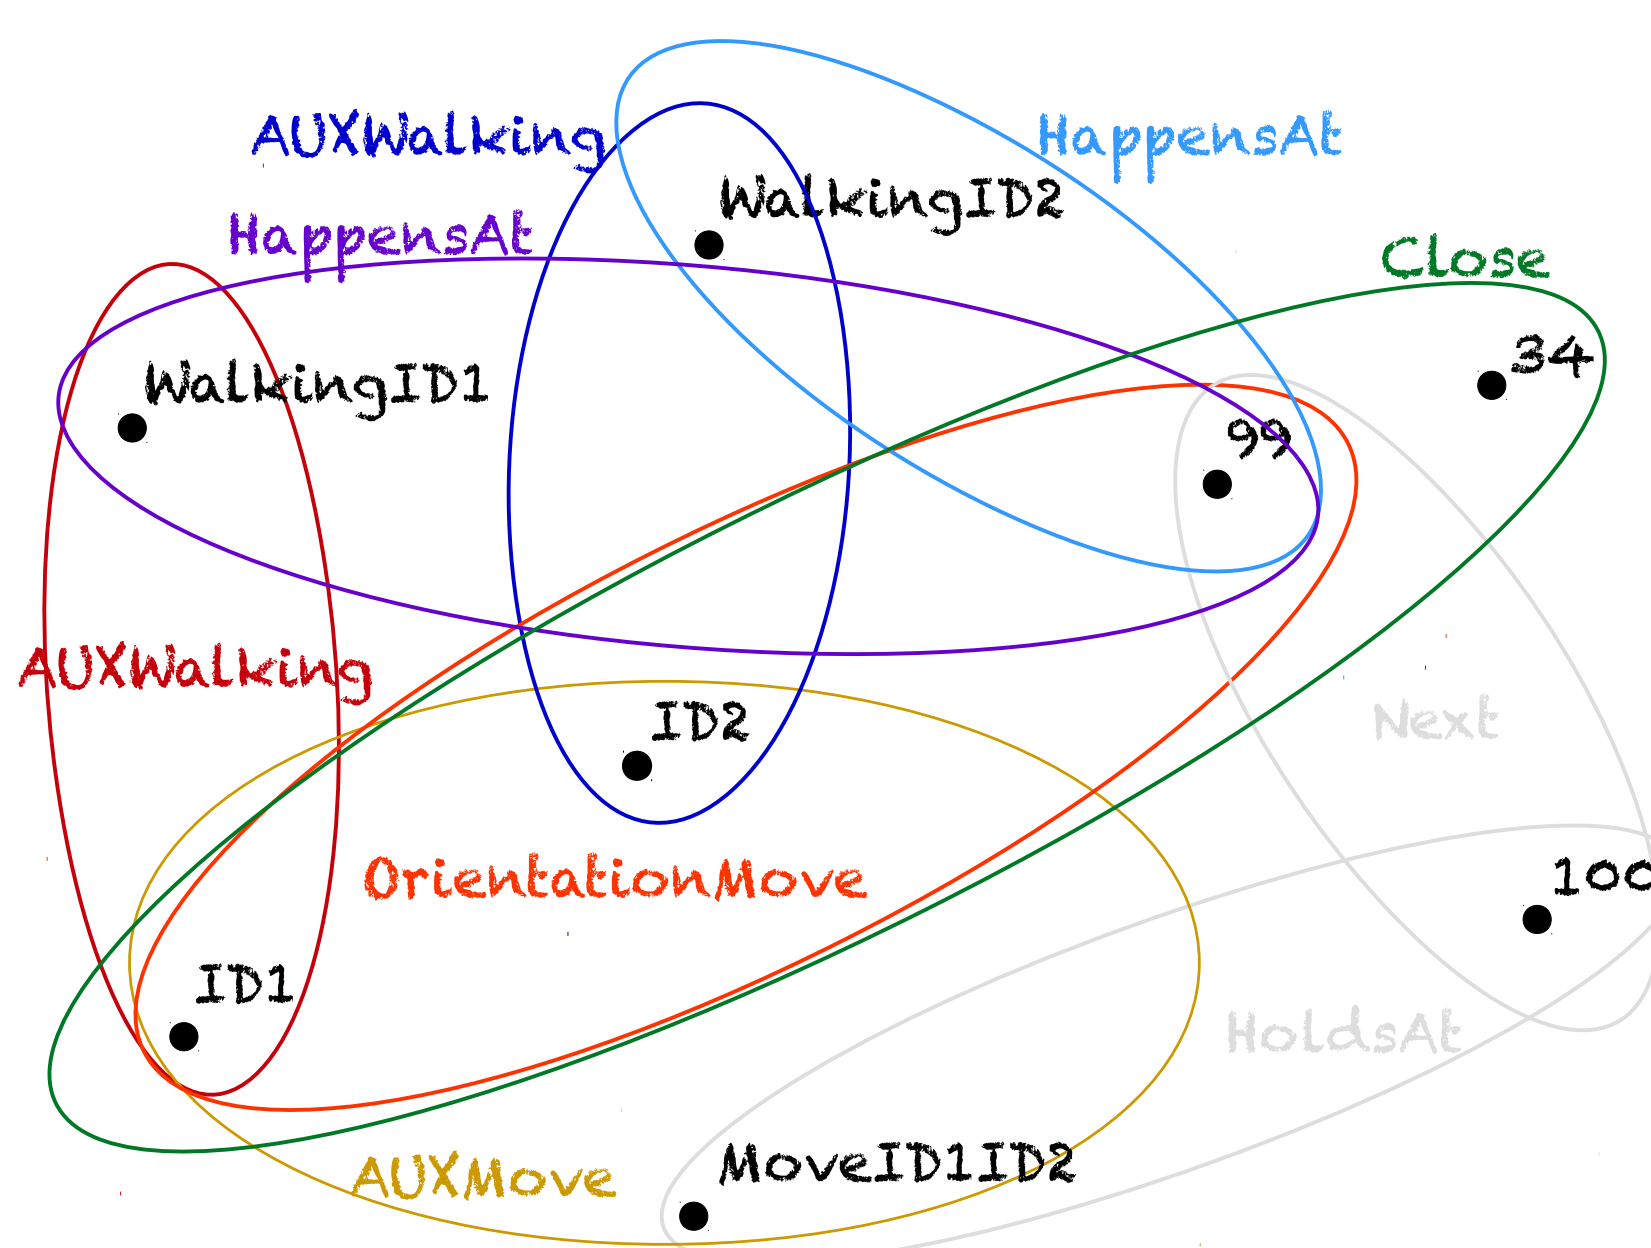 AUXWalking
HappensAt
WalkingID2
HappensAt
Close
34
WalkingID1
99
AUXWalking
ID2
Next
OrientationMove
100
ID1
HoldsAt
AUXMove
MoveID1ID2